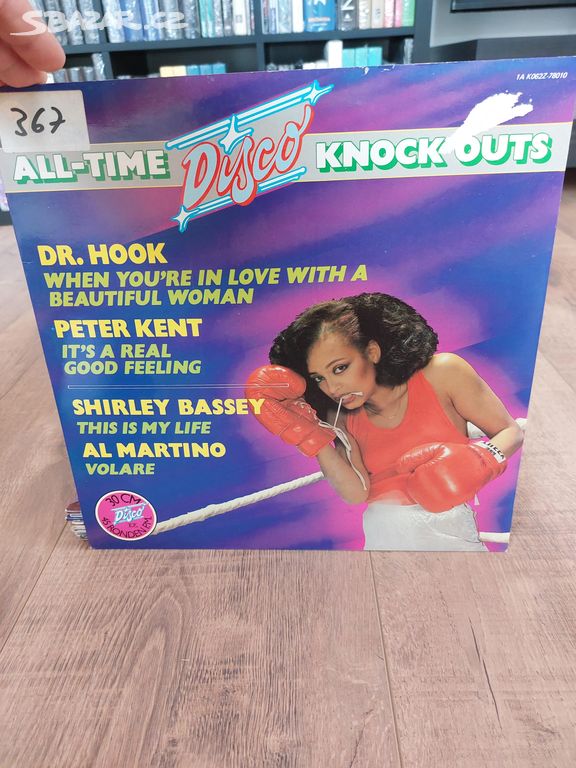 SBAZAR.CZ
1A K062Z-78010
367
ALL-TIME Disco KNOCK OUTS
DR. HOOK
WHEN YOU'RE IN LOVE WITH A
BEAUTIFUL WOMAN
PETER KENT
IT'S A REAL
GOOD FEELING
SHIRLEY BASSEY
THIS IS MY LIFE
AL MARTINO
VOLARE
30 CM
Disco
45 RONDEN P.M.